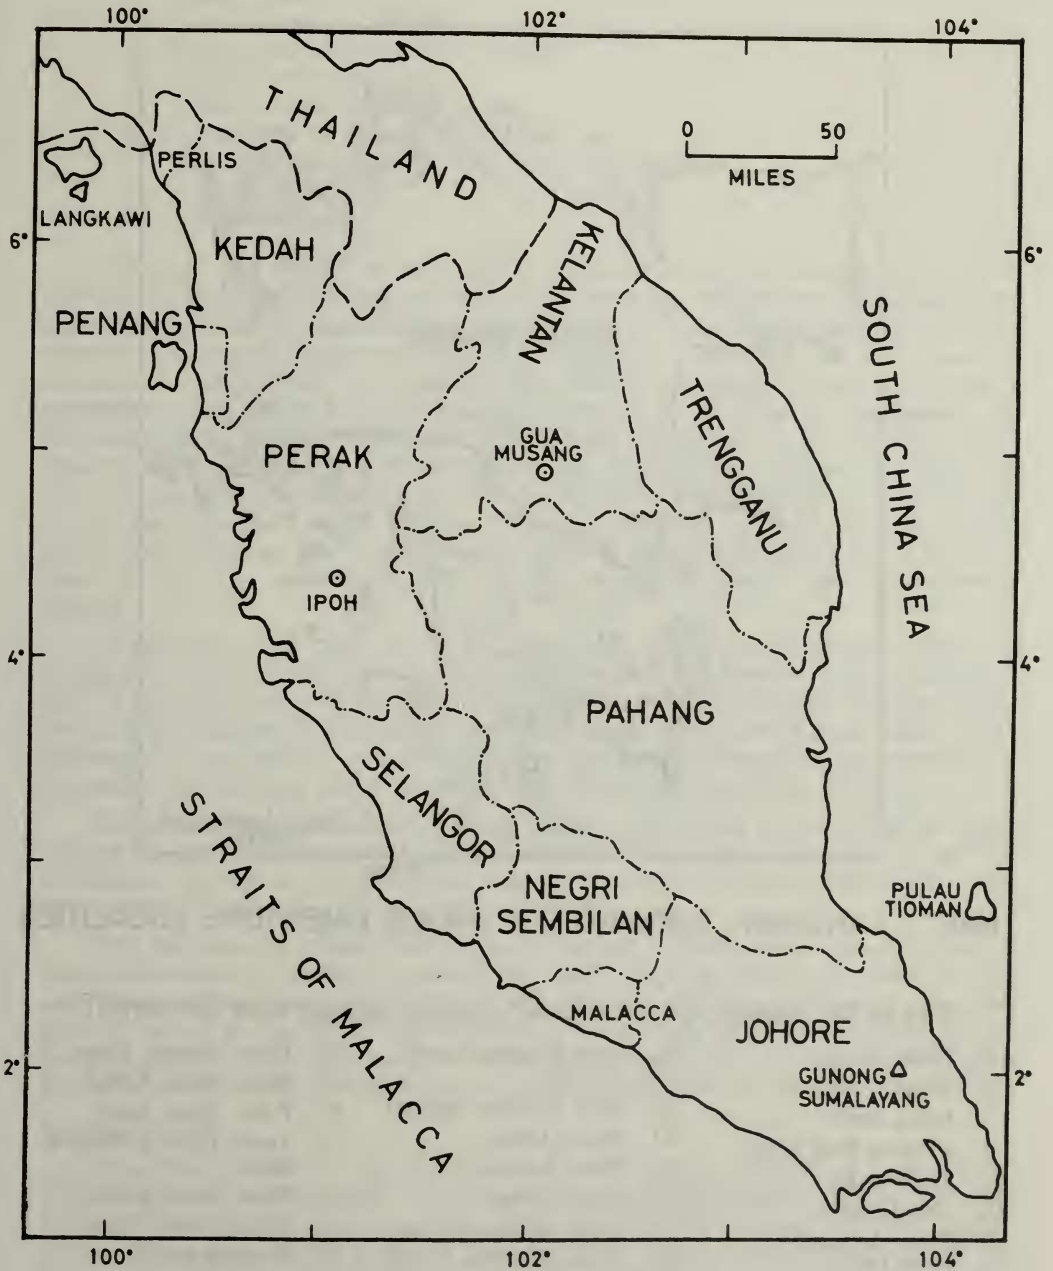 100°
102°
104°
THAILAND
0 50
MILES
PERLIS
LANGKAWI
6°
6°
KEDAH
KELANTAN
PENANG
SOUTH CHINA SEA
TRENGGANU
GUA
MUSANG
PERAK
IPOH
4°
4°
PAHANG
SELANGOR
STRAITS OF MALACCA
NEGRI
SEMBILAN
PULAU
TIOMAN
MALACCA
JOHORE
2°
GUNONG
SUMALAYANG
2°
100°
102°
104°